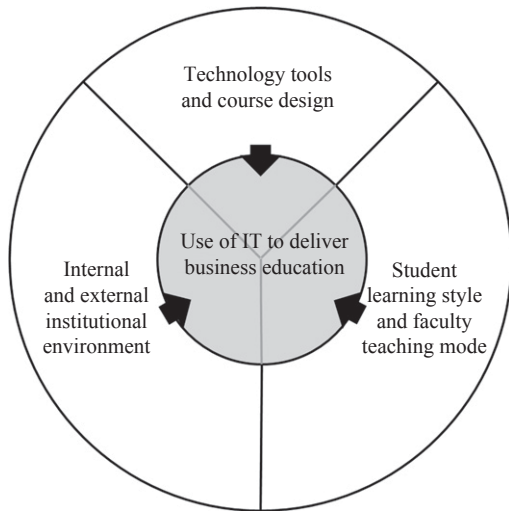 Technology tools
and course design
Use of IT to deliver
business education
Internal
and external
institutional
environment
Student
learning style
and faculty
teaching mode